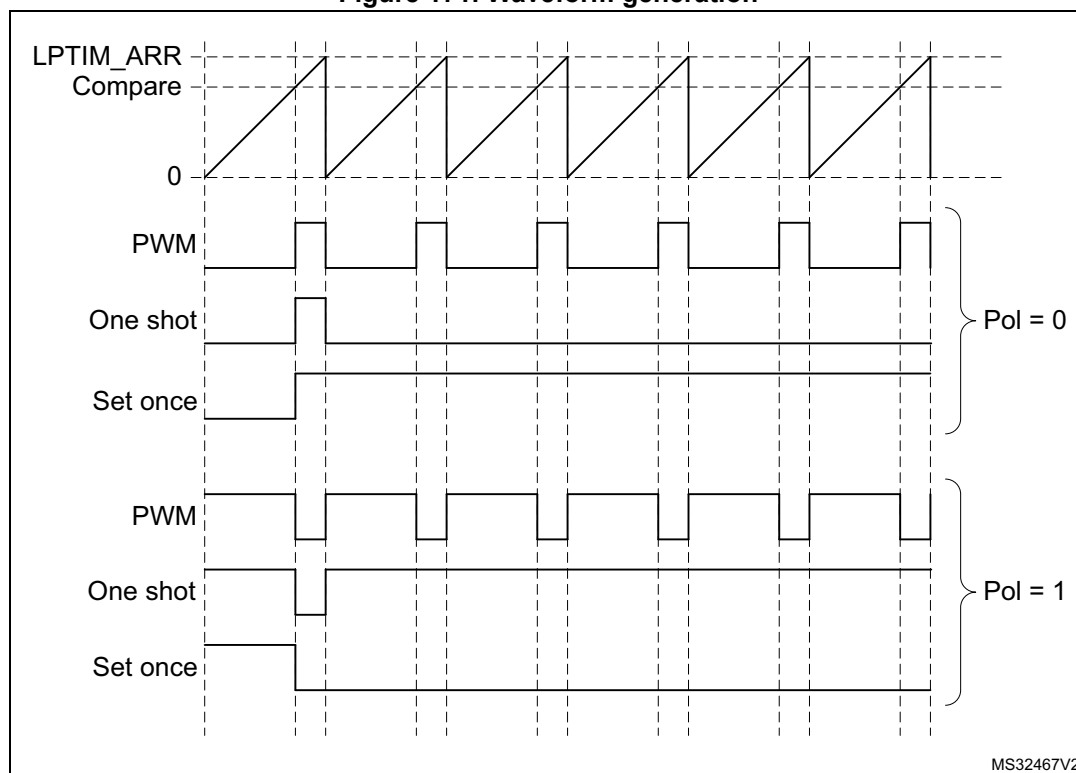 LPTIM_ARR
Compare
0
PWM
One shot
Pol = 0
Set once
PWM
One shot
Pol = 1
Set once
MS32467V2